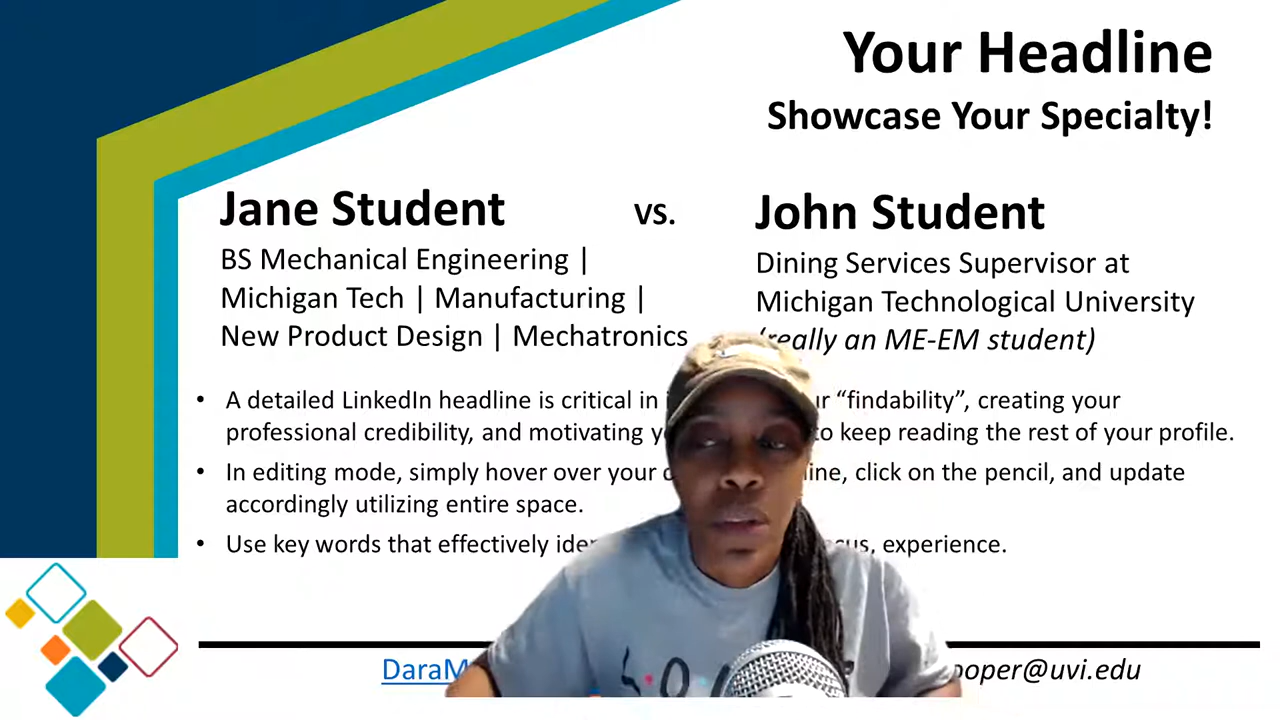 Your Headline
Showcase Your Specialty!
Jane Student
vs.
John Student
BS Mechanical Engineering |
Michigan Tech | Manufacturing |
New Product Design | Mechatronics
Dining Services Supervisor at
Michigan Technological University
(really an ME-EM student)
• A detailed LinkedIn headline is critical in “findability”, creating your
professional credibility, and motivating to keep reading the rest of your profile.
• In editing mode, simply hover over your click on the pencil, and update
accordingly utilizing entire space.
• Use key words that effectively experience.
DaraM ooper@uvi.edu